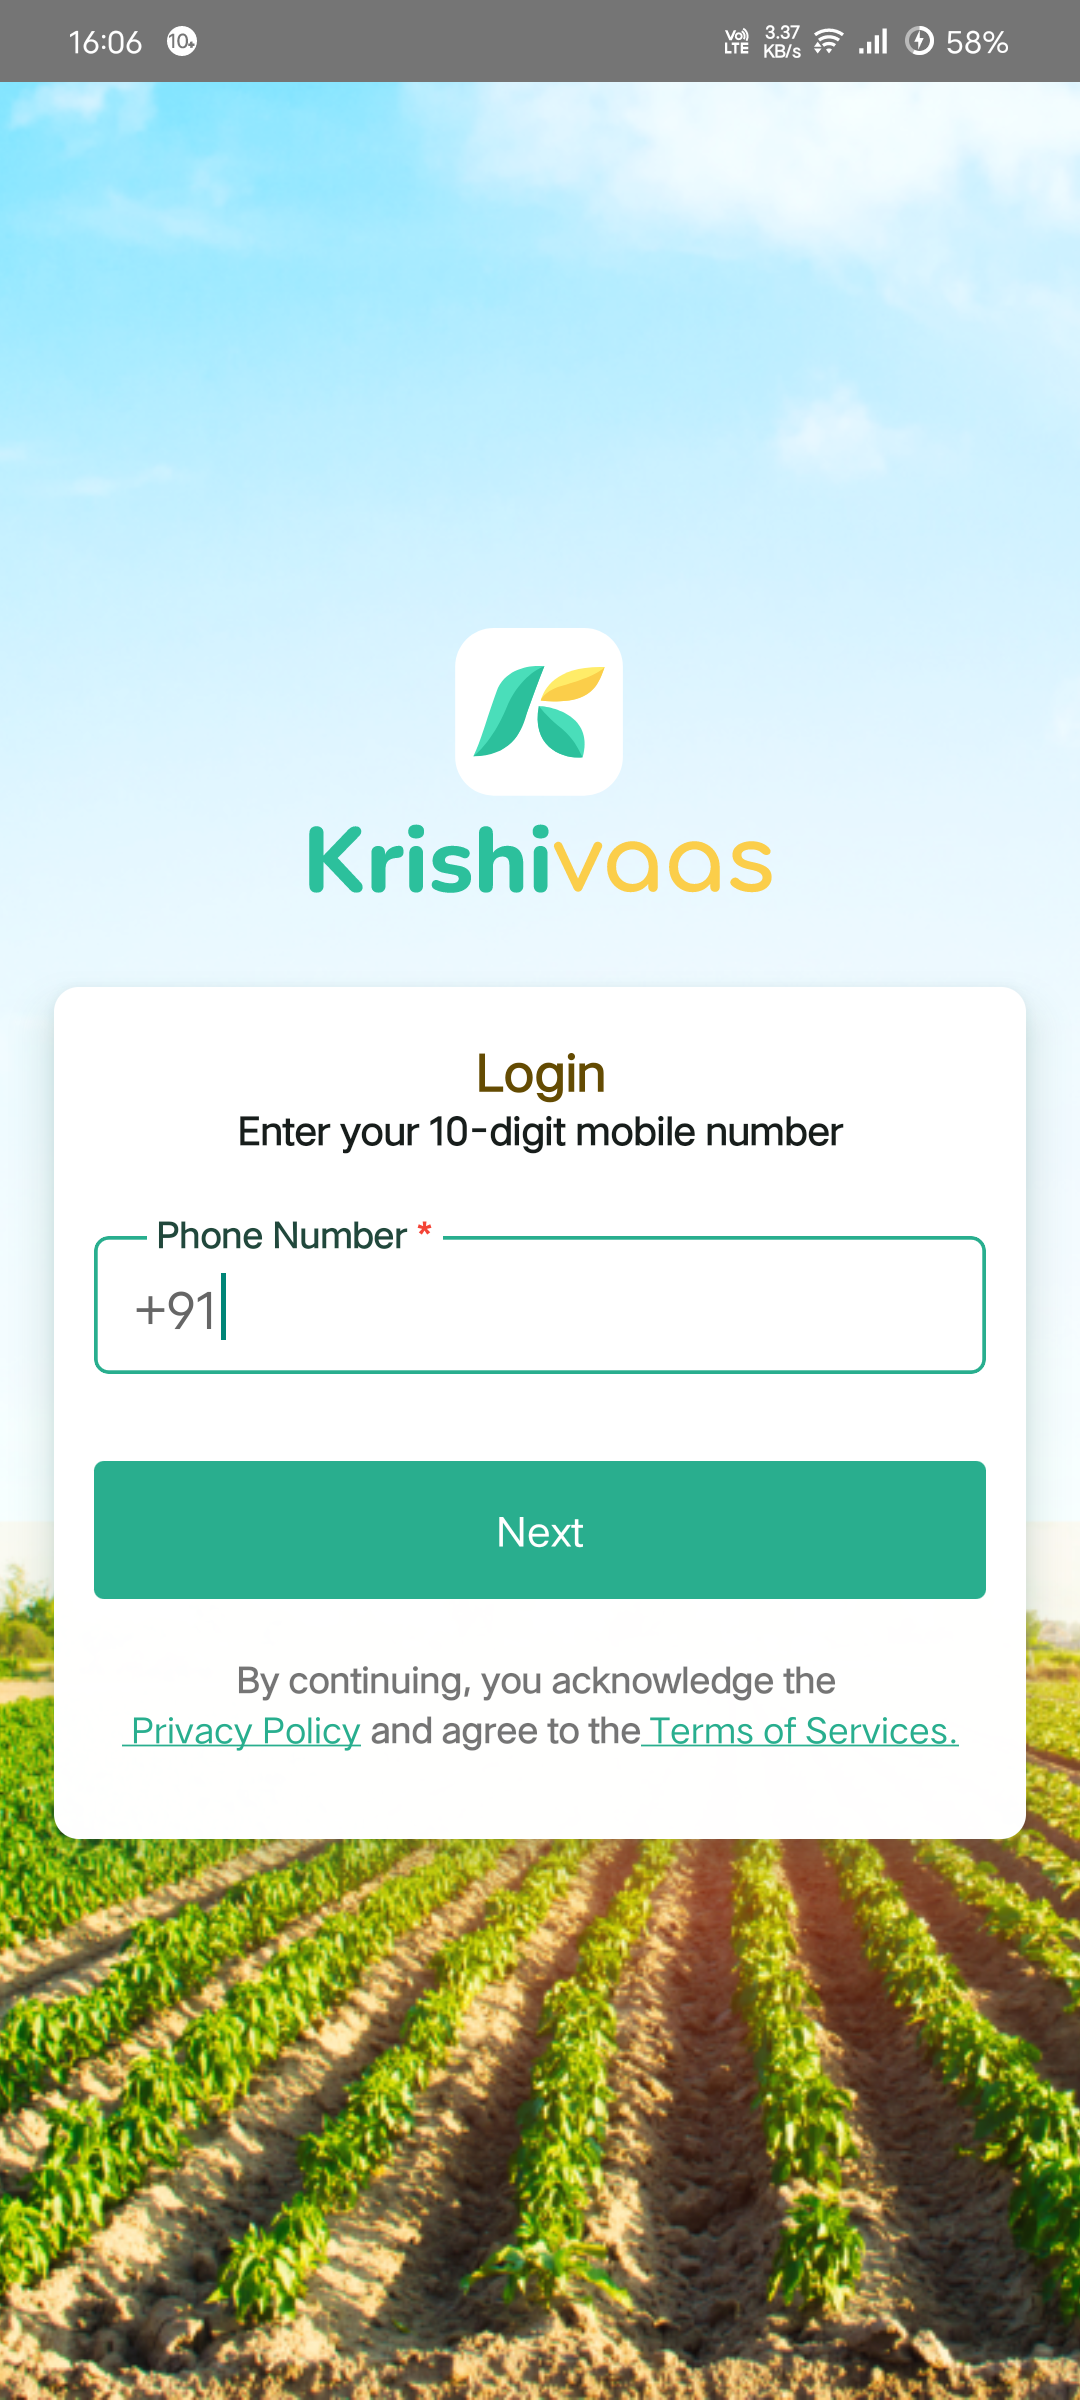 16:06 10+ Vo) LTE 3.37 KB/s 58%
Krishivaas
Login
Enter your 10-digit mobile number
Phone Number *
+91
Next
By continuing, you acknowledge the
Privacy Policy and agree to the Terms of Services.